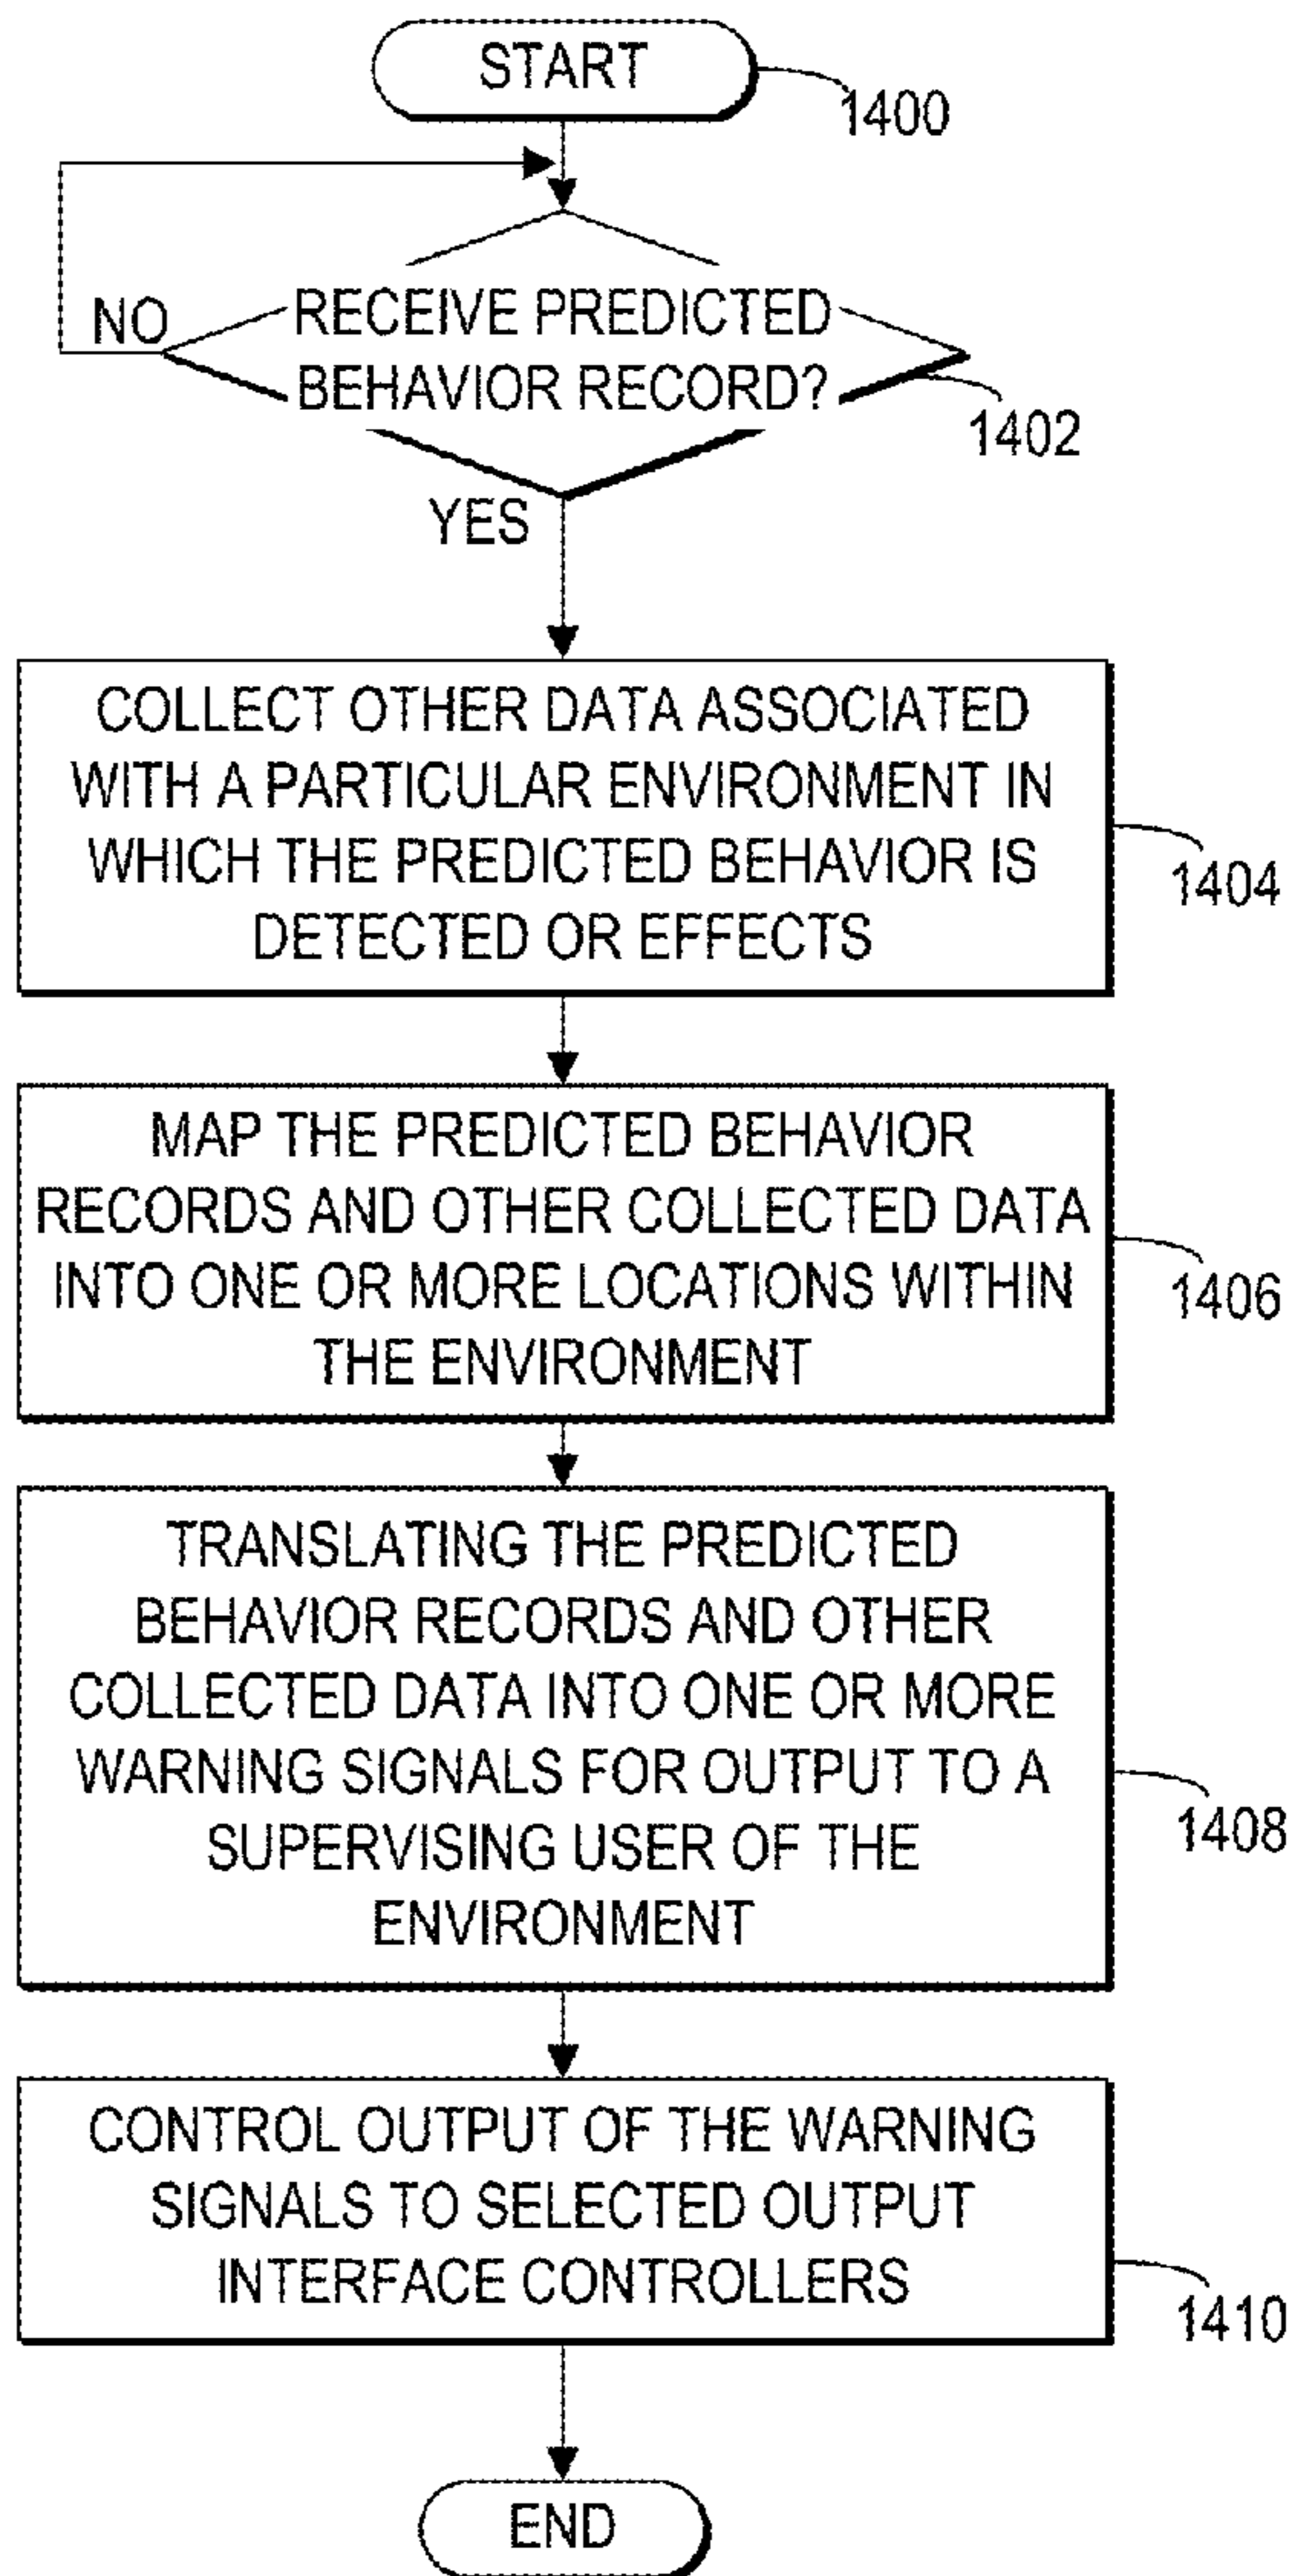 START
1400
NO
RECEIVE PREDICTED
BEHAVIOR RECORD?
1402
YES
COLLECT OTHER DATA ASSOCIATED
WITH A PARTICULAR ENVIRONMENT IN
WHICH THE PREDICTED BEHAVIOR IS
DETECTED OR EFFECTS
1404
MAP THE PREDICTED BEHAVIOR
RECORDS AND OTHER COLLECTED DATA
INTO ONE OR MORE LOCATIONS WITHIN
THE ENVIRONMENT
1406
TRANSLATING THE PREDICTED
BEHAVIOR RECORDS AND OTHER
COLLECTED DATA INTO ONE OR MORE
WARNING SIGNALS FOR OUTPUT TO A
SUPERVISING USER OF THE
ENVIRONMENT
1408
CONTROL OUTPUT OF THE WARNING
SIGNALS TO SELECTED OUTPUT
INTERFACE CONTROLLERS
1410
END